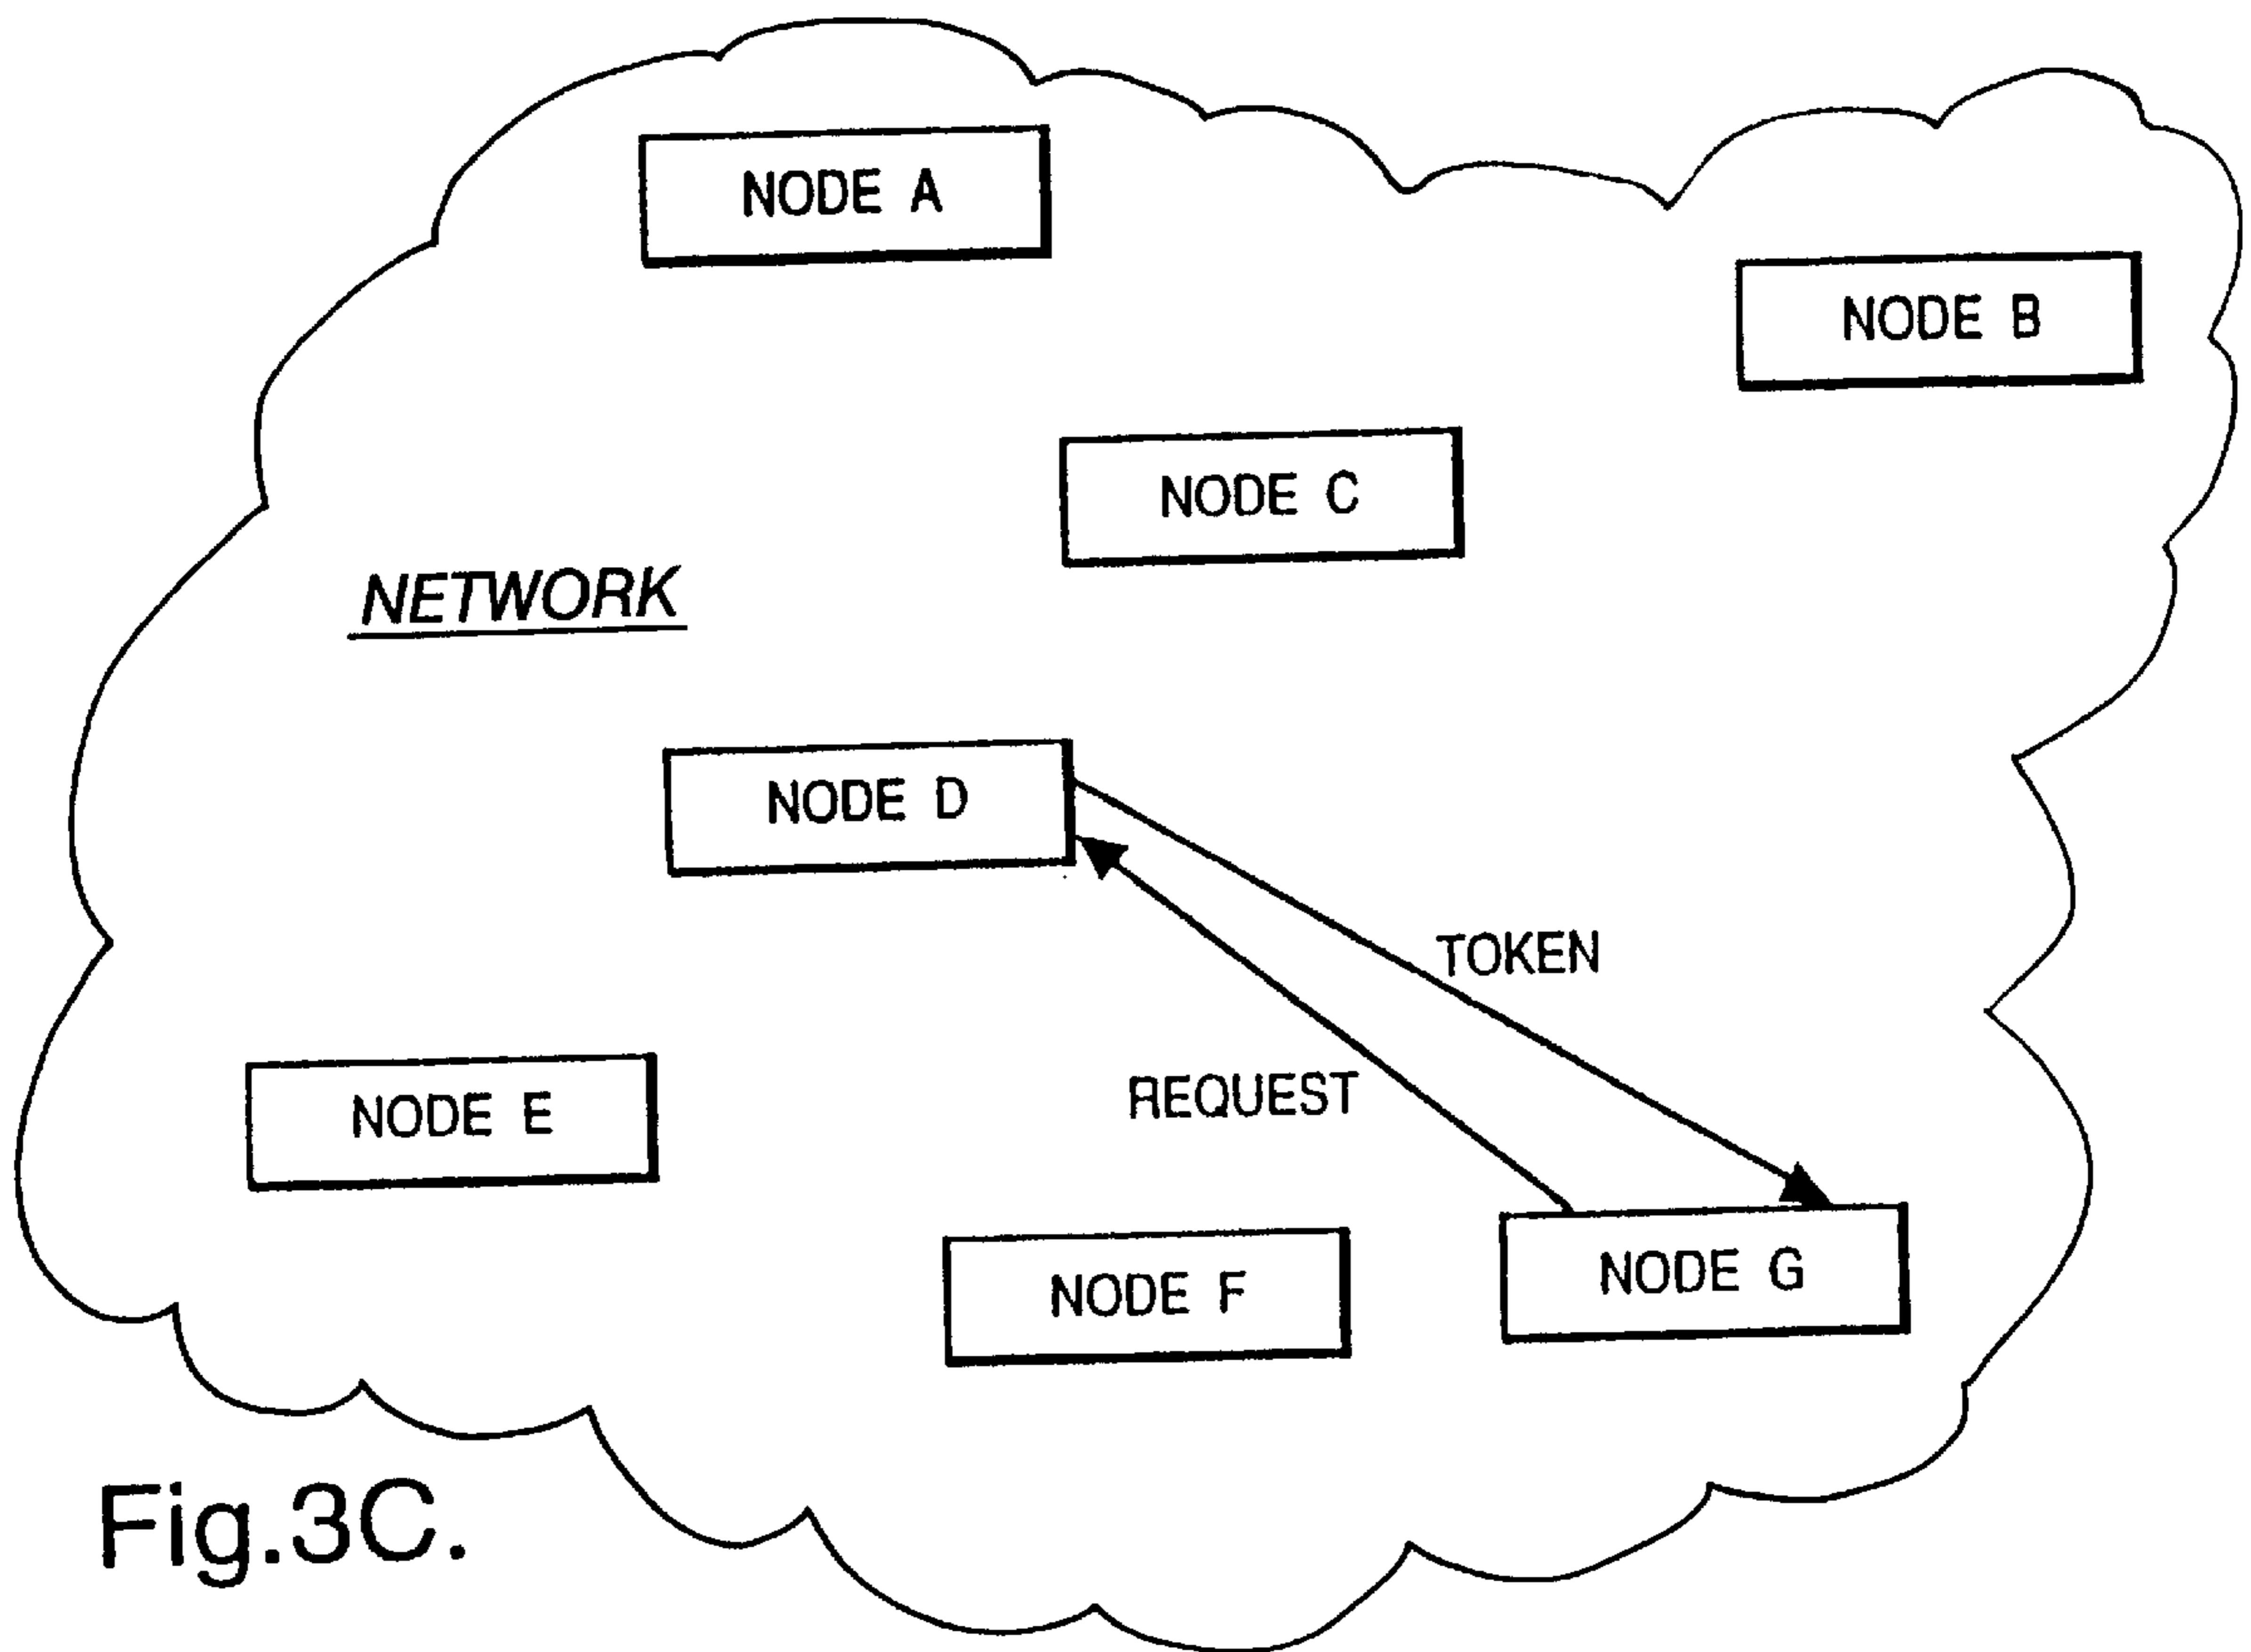 NODE A
NODE B
NODE C
NETWORK
NODE D
TOKEN
REQUEST
NODE E
NODE F
NODE G
Fig.3C.